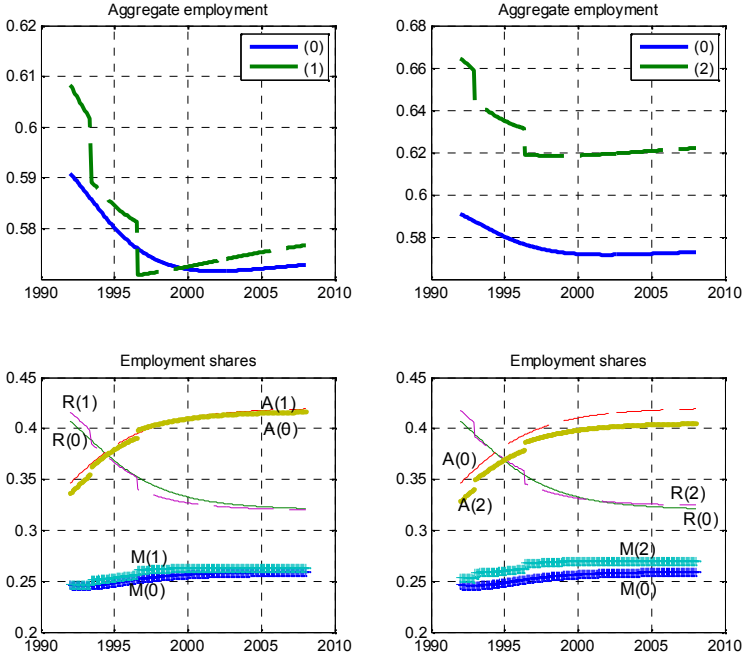 Aggregate employment
0.62
0.61
0.6
0.59
0.58
1990 1995 2000 2005 2010
(0)
(1)
Aggregate employment
0.68
0.66
0.64
0.62
0.6
0.58
1990 1995 2000 2005 2010
(0)
(2)
Employment shares
0.45
0.4
0.35
0.3
0.25
0.2
1990 1995 2000 2005 2010
R(1)
R(0)
A(1)
A(0)
M(1)
M(0)
Employment shares
0.45
0.4
0.35
0.3
0.25
0.2
1990 1995 2000 2005 2010
A(0)
A(2)
R(2)
R(0)
M(2)
M(0)